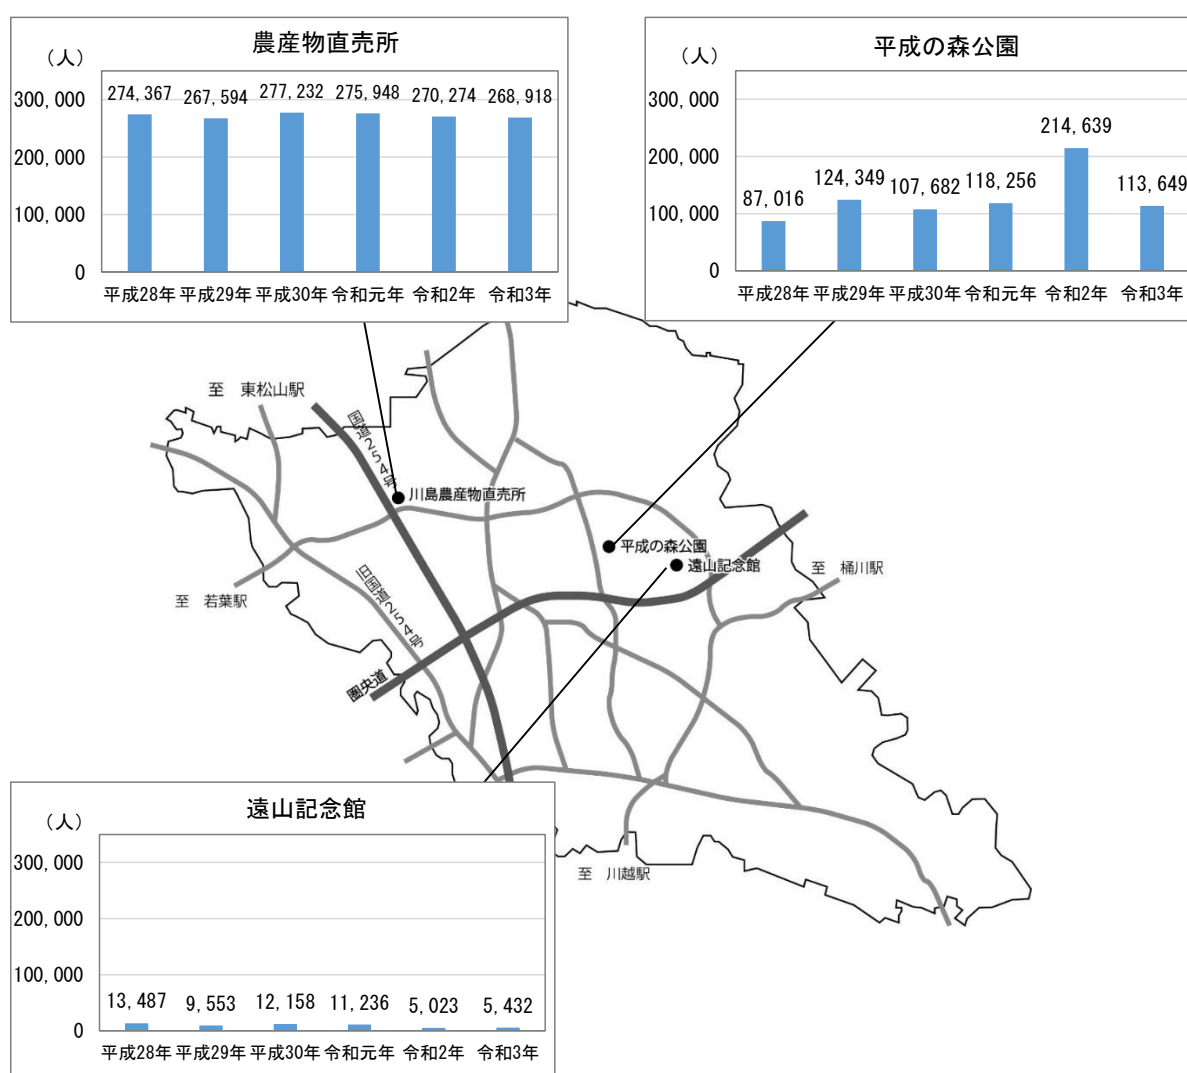 農産物直売所
（人）
300,000
200,000
100,000
0
274,367 267,594 277,232 275,948 270,274 268,918
平成28年 平成29年 平成30年 令和元年 令和2年 令和3年
平成の森公園
（人）
300,000
200,000
100,000
0
87,016 124,349 107,682 118,256 214,639 113,649
平成28年 平成29年 平成30年 令和元年 令和2年 令和3年
至　東松山駅
国道254号
川島農産物直売所
平成の森公園
遠山記念館
至　桶川駅
至　若葉駅
旧国道254号
圏央道
至　川越駅
遠山記念館
（人）
300,000
200,000
100,000
0
13,487 9,553 12,158 11,236 5,023 5,432
平成28年 平成29年 平成30年 令和元年 令和2年 令和3年